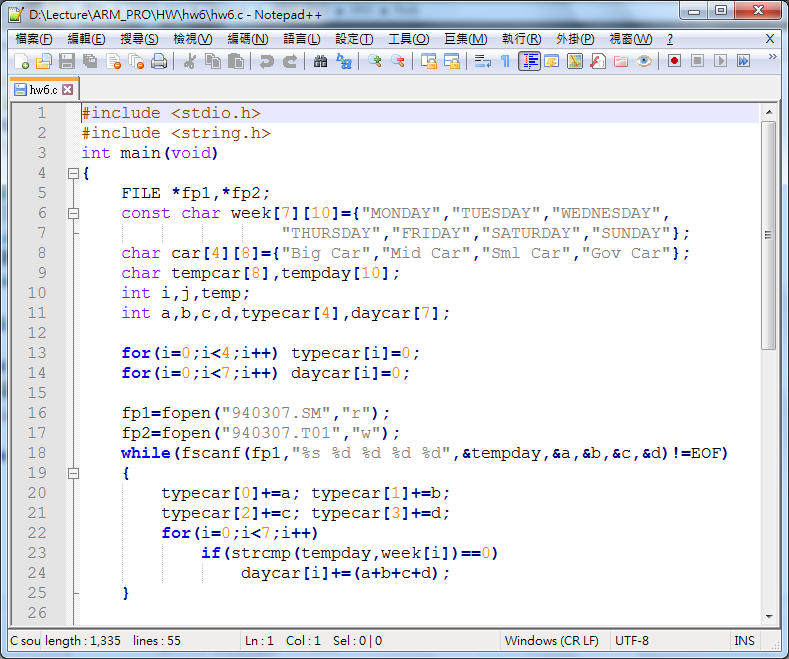 D:\Lecture\ARM_PRO\HW\hw6\hw6.c - Notepad++
檔案(F) 編輯(E) 搜尋(S) 檢視(V) 編碼(N) 語言(L) 設定(T) 工具(O) 巨集(M) 執行(R) 外掛(P) 視窗(W) ? X
hw6.c
1 #include <stdio.h>
2 #include <string.h>
3 int main(void)
4 {
5 FILE *fp1,*fp2;
6 const char week[7][10]={"MONDAY","TUESDAY","WEDNESDAY",
7 "THURSDAY","FRIDAY","SATURDAY","SUNDAY"};
8 char car[4][8]={"Big Car","Mid Car","Sml Car","Gov Car"};
9 char tempcar[8],tempday[10];
10 int i,j,temp;
11 int a,b,c,d,typecar[4],daycar[7];
12
13 for(i=0;i<4;i++) typecar[i]=0;
14 for(i=0;i<7;i++) daycar[i]=0;
15
16 fp1=fopen("940307.SM","r");
17 fp2=fopen("940307.T01","w");
18 while(fscanf(fp1,"%s %d %d %d %d",&tempday,&a,&b,&c,&d)!=EOF)
19 {
20 typecar[0]+=a; typecar[1]+=b;
21 typecar[2]+=c; typecar[3]+=d;
22 for(i=0;i<7;i++)
23 if(strcmp(tempday,week[i])==0)
24 daycar[i]+=(a+b+c+d);
25 }
26
C sou length : 1,335 lines : 55 Ln : 1 Col : 1 Sel : 0 | 0 Windows (CR LF) UTF-8 INS